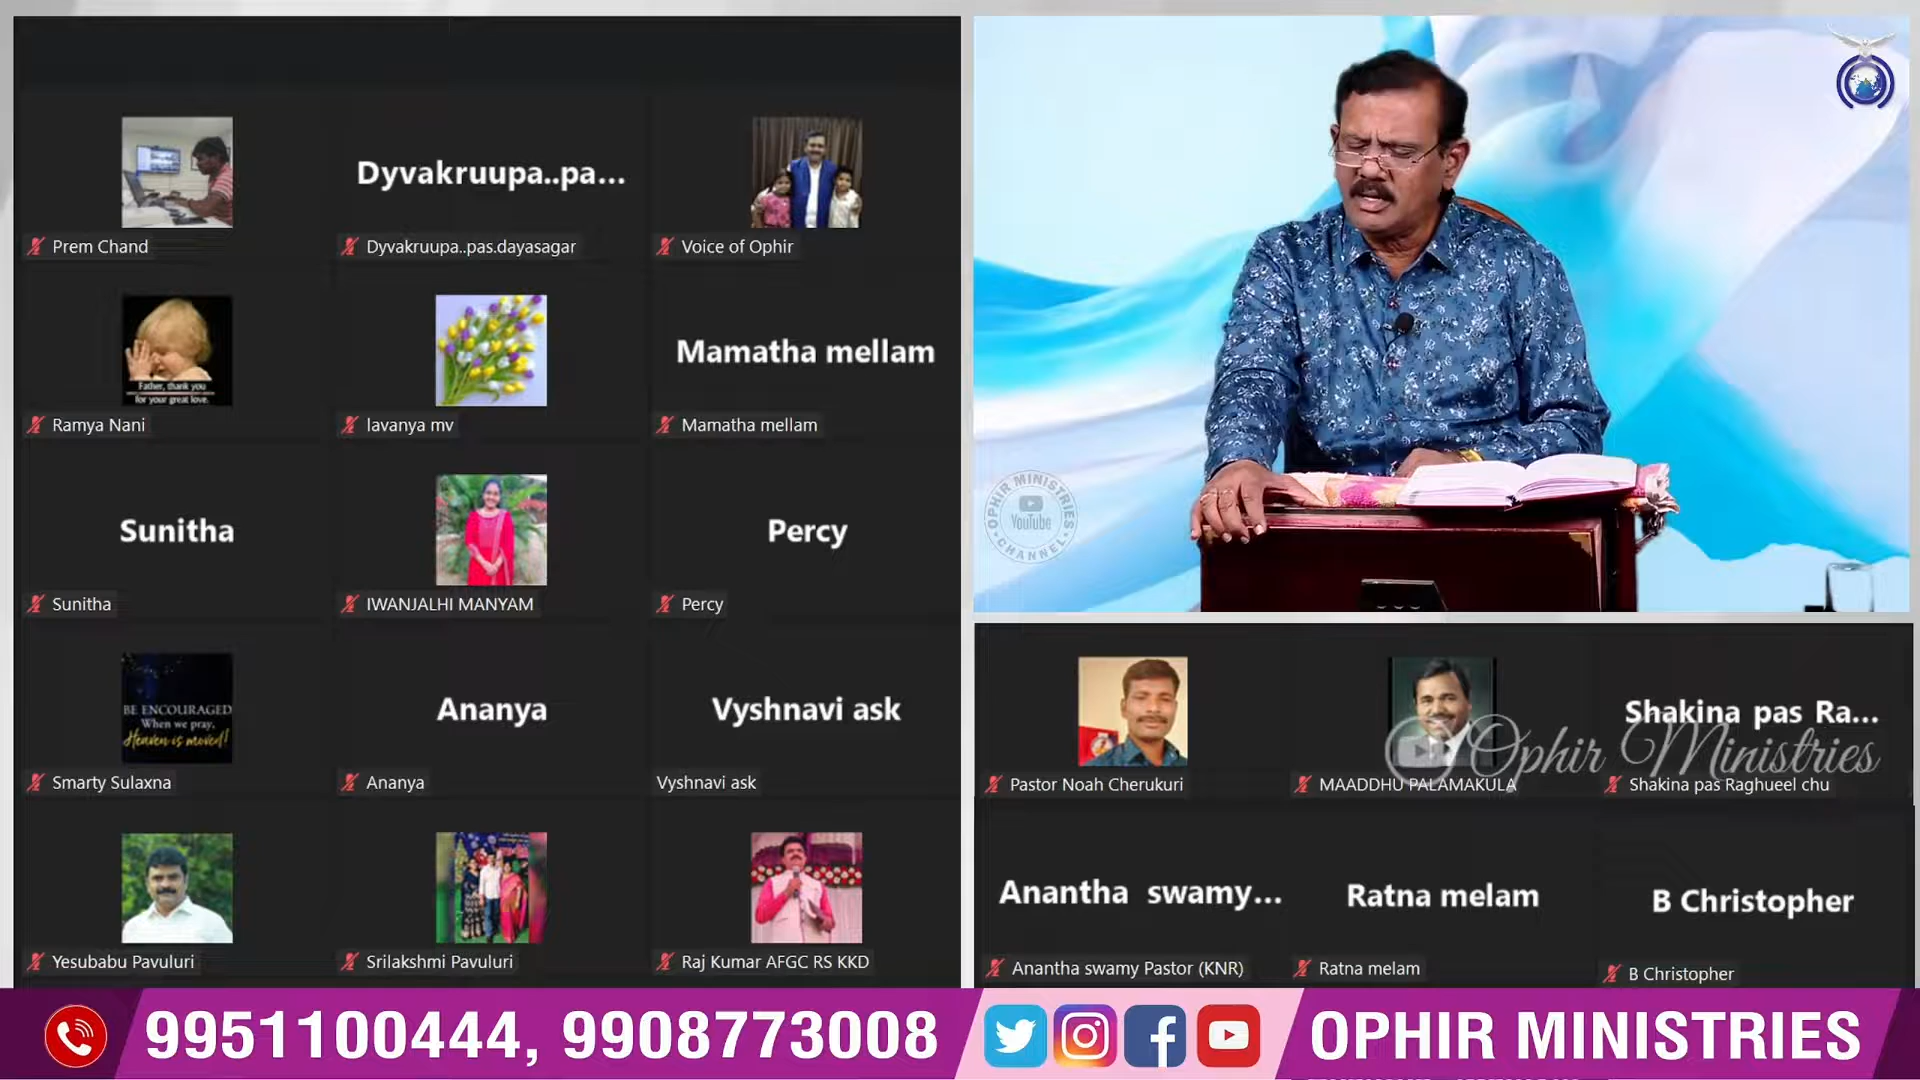 Prem Chand
Dyvakruupa..pa...
Dyvakruupa..pas.dayasagar
Voice of Ophir
Father, thank you
for your great love.
Ramya Nani
lavanya mv
Mamatha mellam
Mamatha mellam
Sunitha
Sunitha
IWANJALHI MANYAM
Percy
Percy
BE ENCOURAGED
When we pray,
Heaven is moved!
Smarty Sulaxna
Ananya
Ananya
Vyshnavi ask
Vyshnavi ask
Yesubabu Pavuluri
Srilakshmi Pavuluri
Raj Kumar AFGC RS KKD
OPHIR MINISTRIES
YouTube
CHANNEL
Pastor Noah Cherukuri
MAADDHU PALAMAKULA
Shakina pas Ra...
Ophir Ministries
Shakina pas Raghueel chu
Anantha swamy...
Anantha swamy Pastor (KNR)
Ratna melam
Ratna melam
B Christopher
B Christopher
9951100444, 9908773008
OPHIR MINISTRIES